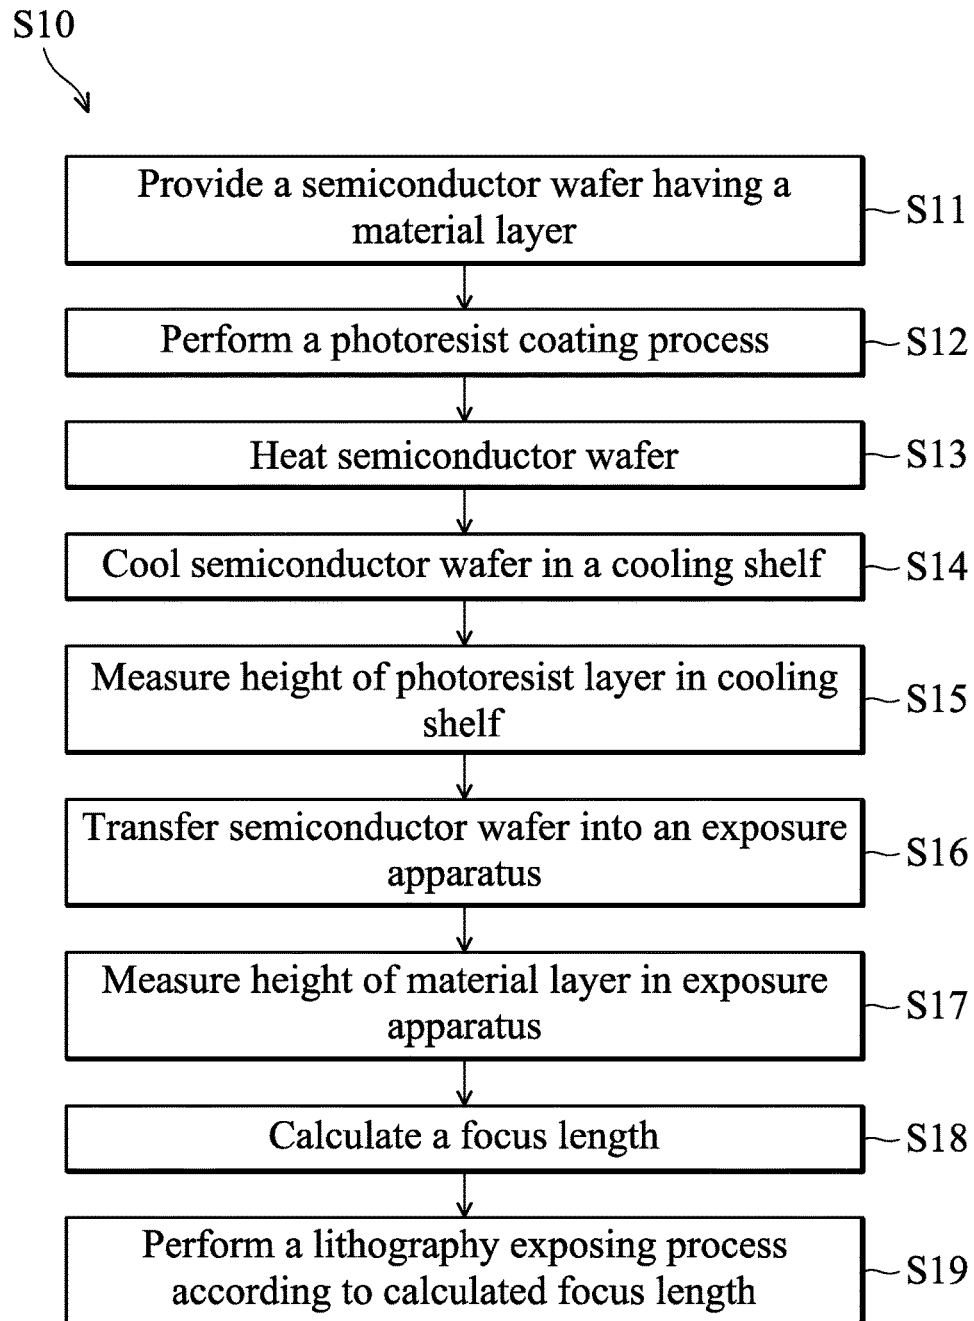 S10
Provide a semiconductor wafer having a
material layer
S11
Perform a photoresist coating process
S12
Heat semiconductor wafer
S13
Cool semiconductor wafer in a cooling shelf
S14
Measure height of photoresist layer in cooling
shelf
S15
Transfer semiconductor wafer into an exposure
apparatus
S16
Measure height of material layer in exposure
apparatus
S17
Calculate a focus length
S18
Perform a lithography exposing process
according to calculated focus length
S19